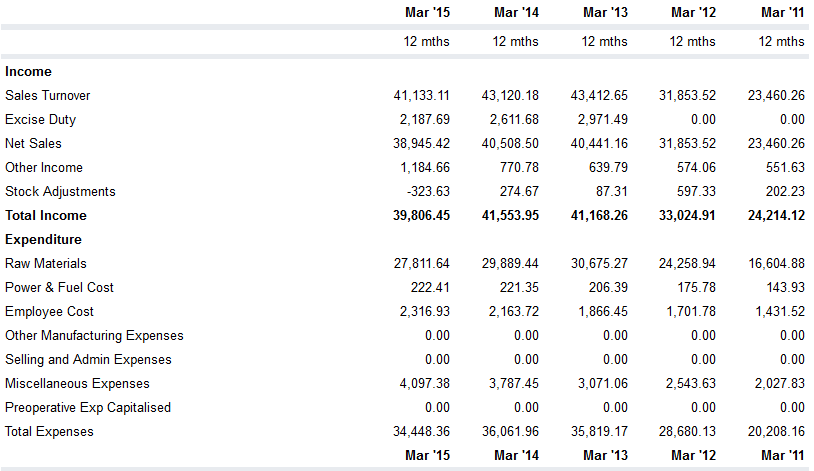 Mar '15 Mar '14 Mar '13 Mar '12 Mar '11
12 mths 12 mths 12 mths 12 mths 12 mths
Income
Sales Turnover 41,133.11 43,120.18 43,412.65 31,853.52 23,460.26
Excise Duty 2,187.69 2,611.68 2,971.49 0.00 0.00
Net Sales 38,945.42 40,508.50 40,441.16 31,853.52 23,460.26
Other Income 1,184.66 770.78 639.79 574.06 551.63
Stock Adjustments -323.63 274.67 87.31 597.33 202.23
Total Income 39,806.45 41,553.95 41,168.26 33,024.91 24,214.12
Expenditure
Raw Materials 27,811.64 29,889.44 30,675.27 24,258.94 16,604.88
Power & Fuel Cost 222.41 221.35 206.39 175.78 143.93
Employee Cost 2,316.93 2,163.72 1,866.45 1,701.78 1,431.52
Other Manufacturing Expenses 0.00 0.00 0.00 0.00 0.00
Selling and Admin Expenses 0.00 0.00 0.00 0.00 0.00
Miscellaneous Expenses 4,097.38 3,787.45 3,071.06 2,543.63 2,027.83
Preoperative Exp Capitalised 0.00 0.00 0.00 0.00 0.00
Total Expenses 34,448.36 36,061.96 35,819.17 28,680.13 20,208.16
Mar '15 Mar '14 Mar '13 Mar '12 Mar '11